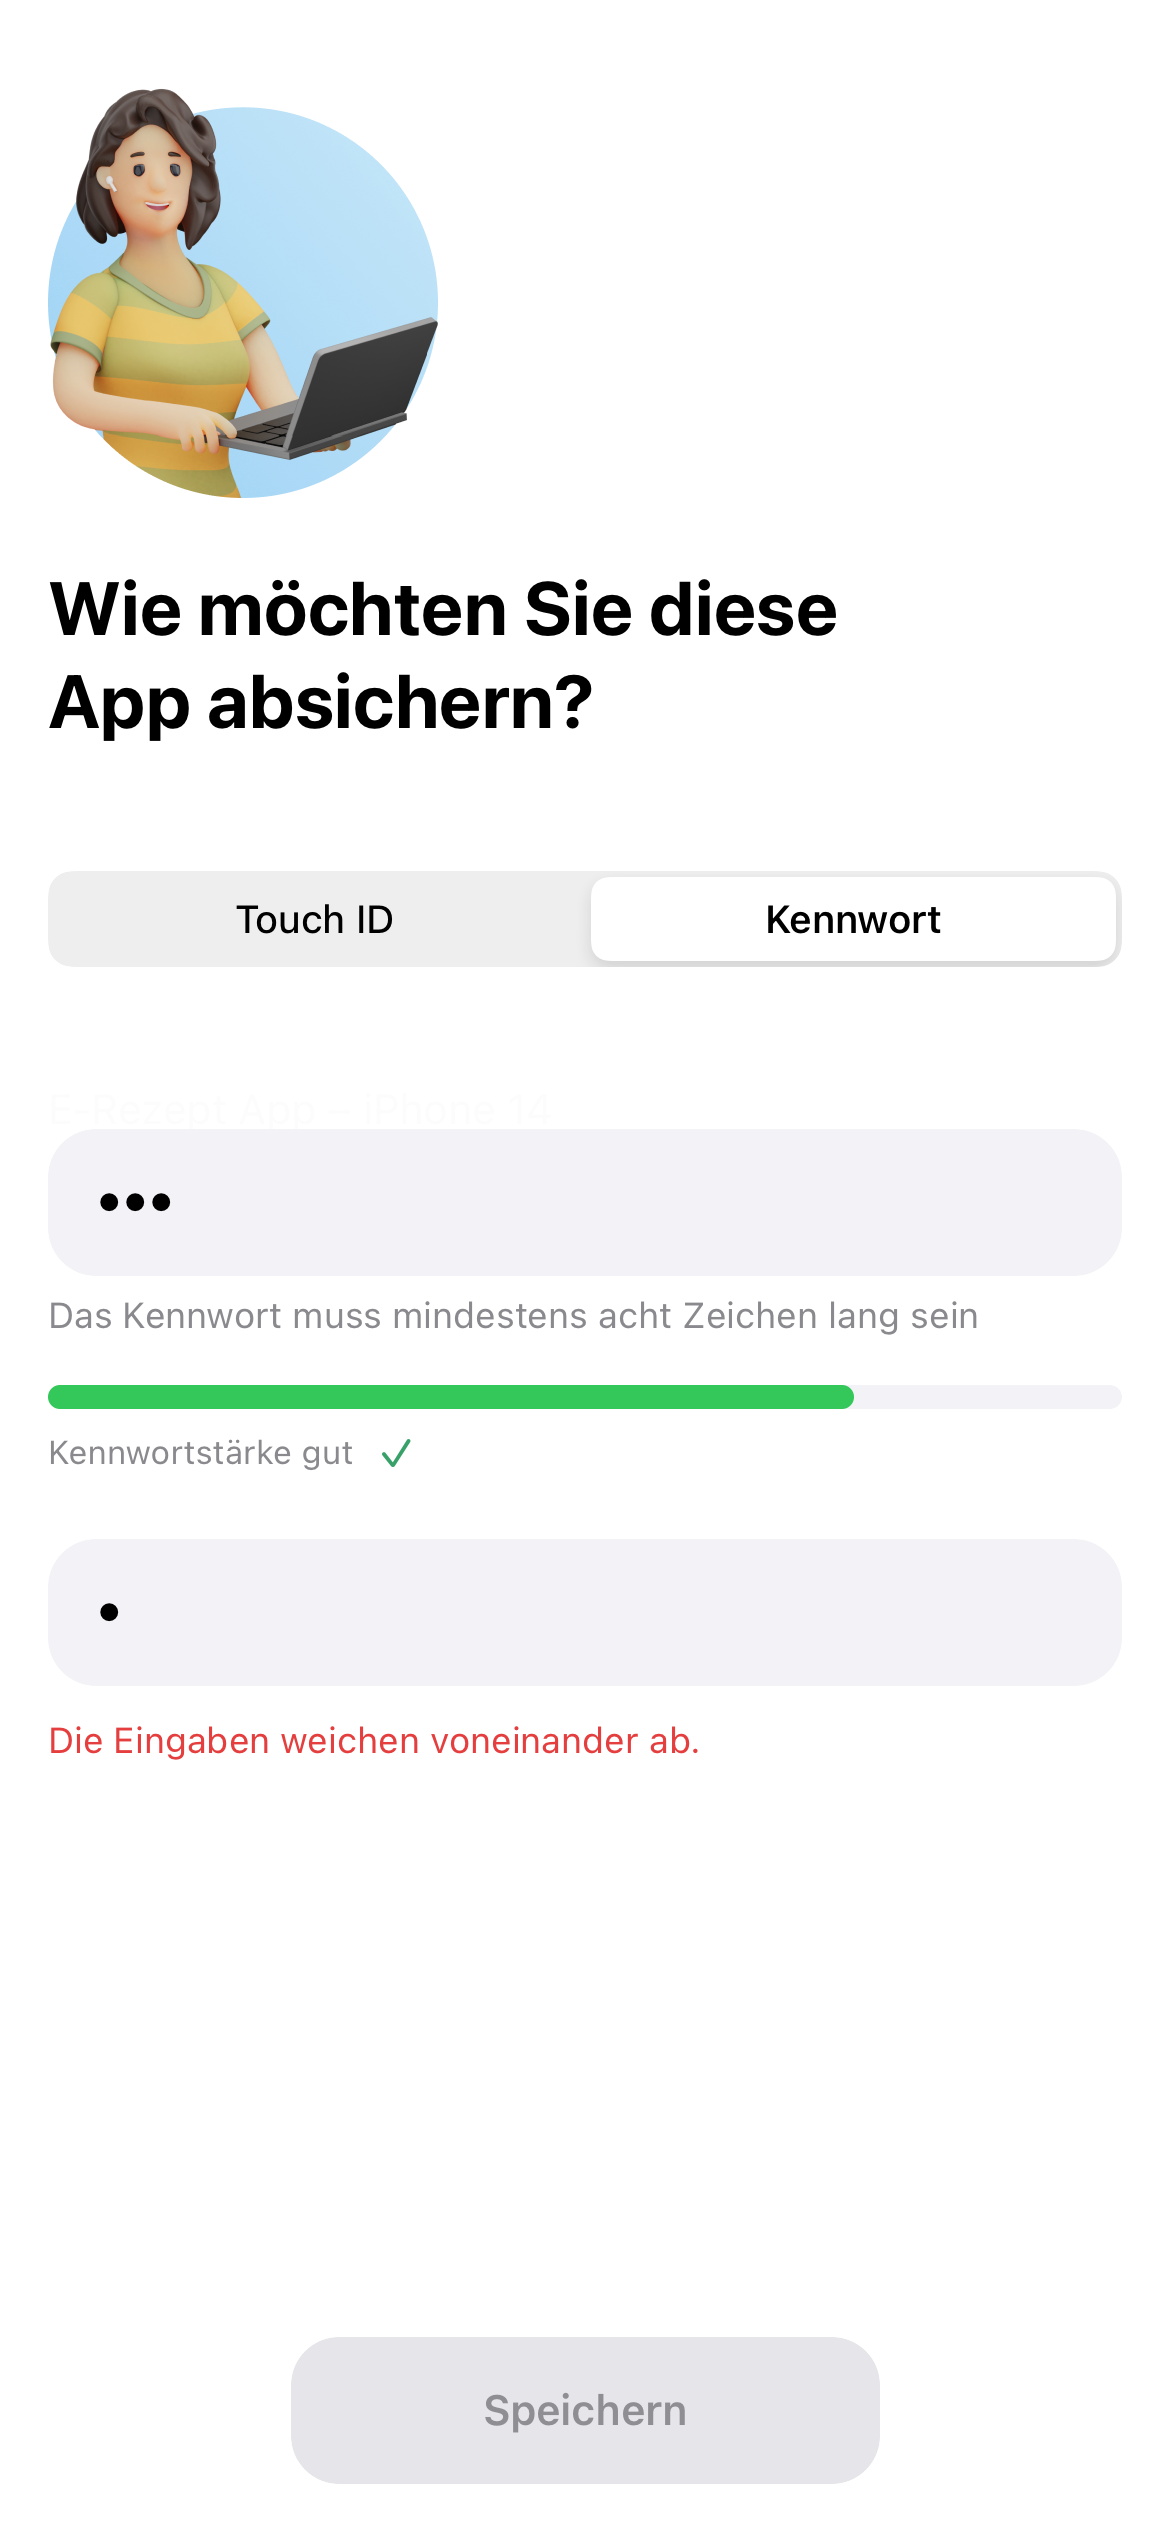 Wie möchten Sie diese
App absichern?
Touch ID
Kennwort
E-Rezept App – iPhone 14
•••
Das Kennwort muss mindestens acht Zeichen lang sein
Kennwortstärke gut
•
Die Eingaben weichen voneinander ab.
Speichern